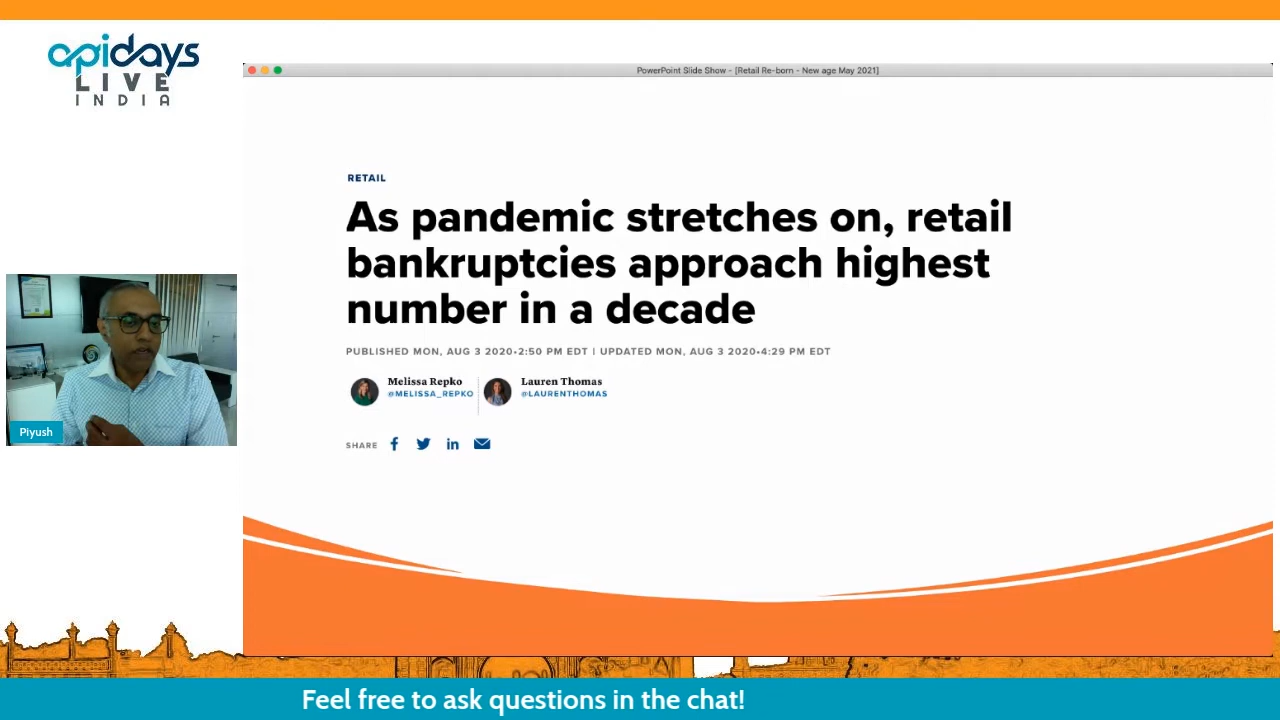 apidays
LIVE
INDIA
PowerPoint Slide Show - [Retail Re-born - New age May 2021]
RETAIL
As pandemic stretches on, retail
bankruptcies approach highest
number in a decade
PUBLISHED MON, AUG 3 2020•2:50 PM EDT | UPDATED MON, AUG 3 2020•4:29 PM EDT
Melissa Repko
@MELISSA_REPKO
Lauren Thomas
@LAURENTHOMAS
SHARE
Piyush
Feel free to ask questions in the chat!